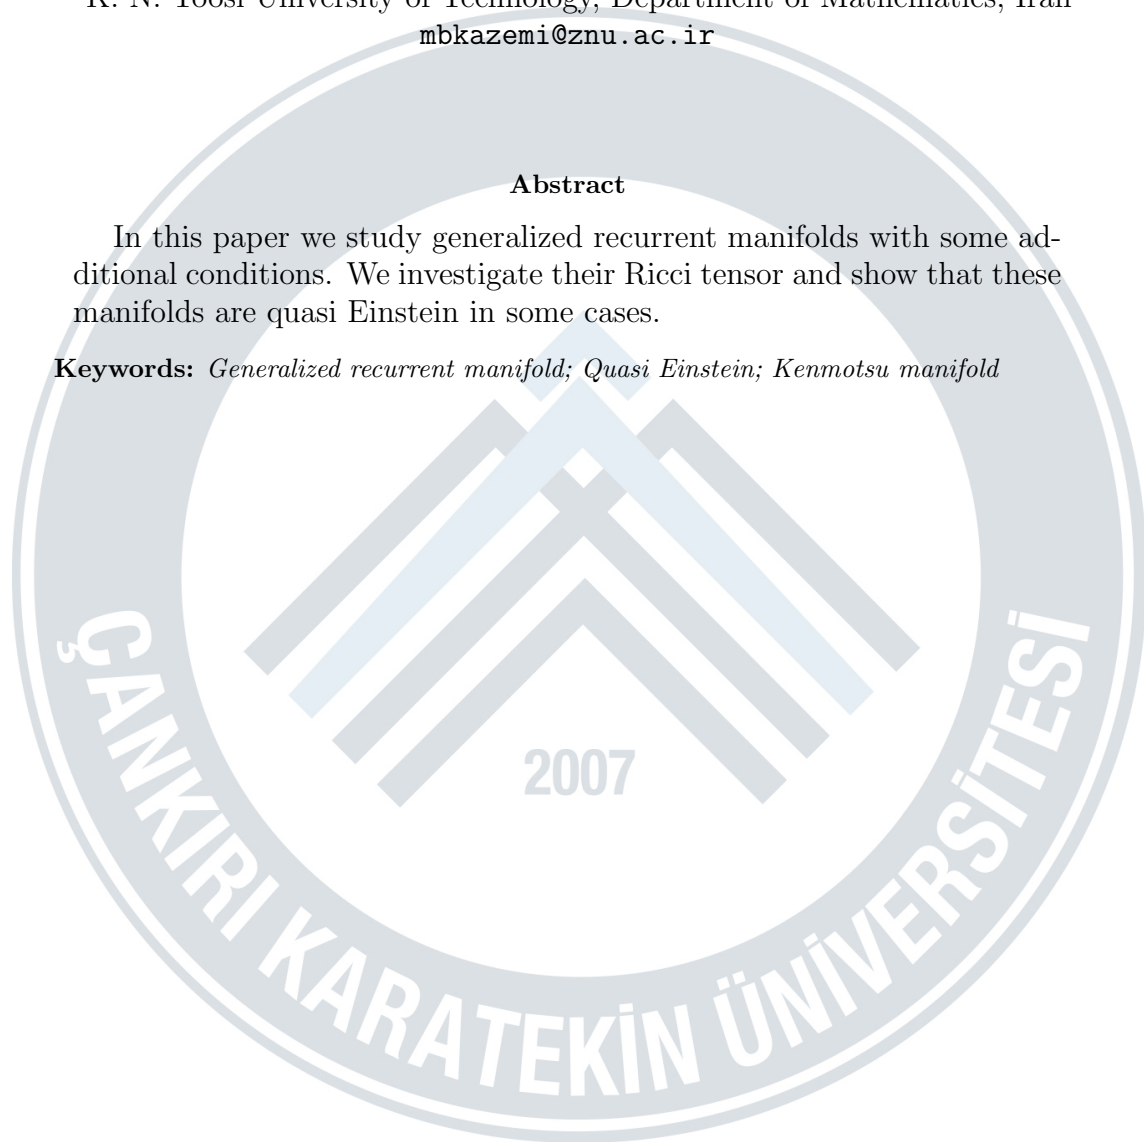 K. N. Toosi University of Technology, Department of Mathematics, Iran
mbkazemi@znu.ac.ir
Abstract
In this paper we study generalized recurrent manifolds with some ad-
ditional conditions. We investigate their Ricci tensor and show that these
manifolds are quasi Einstein in some cases.
Keywords: Generalized recurrent manifold; Quasi Einstein; Kenmotsu manifold
2007
ÇANKIRI KARATEKİN ÜNİVERSİTESİ